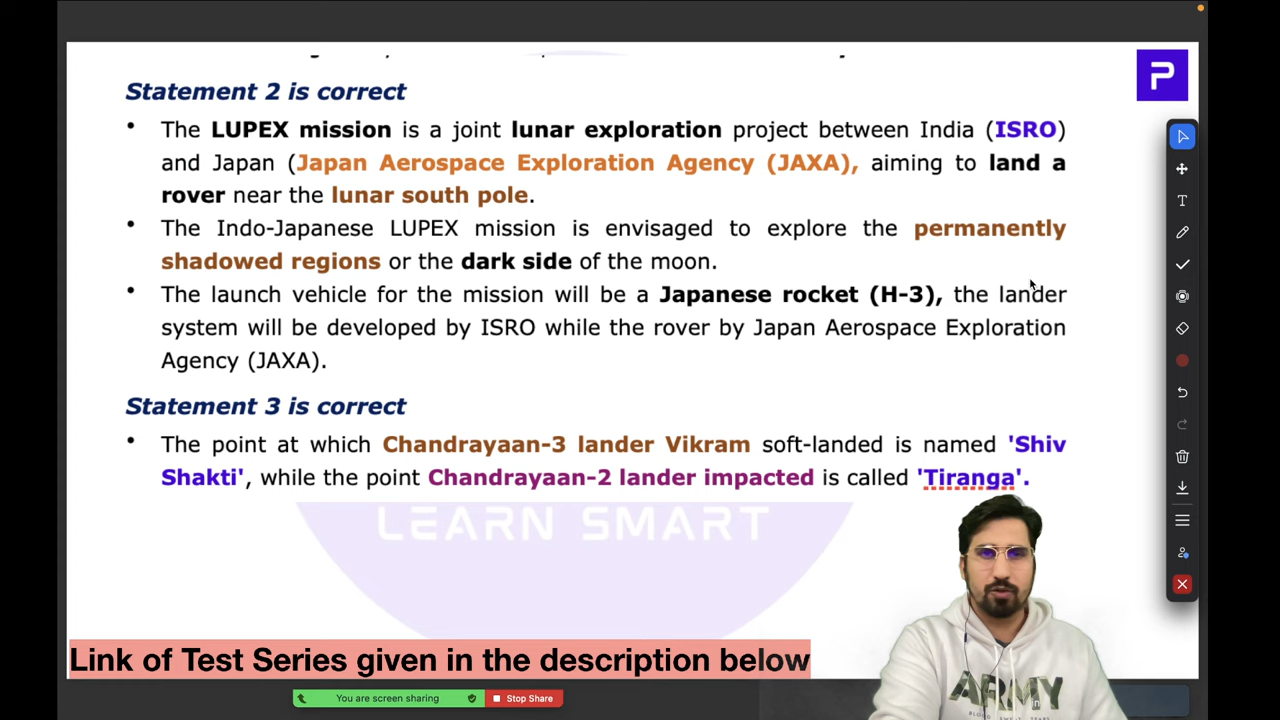 Statement 2 is correct
• The LUPEX mission is a joint lunar exploration project between India (ISRO)
and Japan (Japan Aerospace Exploration Agency (JAXA), aiming to land a
rover near the lunar south pole.
• The Indo-Japanese LUPEX mission is envisaged to explore the permanently
shadowed regions or the dark side of the moon.
• The launch vehicle for the mission will be a Japanese rocket (H-3), the lander
system will be developed by ISRO while the rover by Japan Aerospace Exploration
Agency (JAXA).
Statement 3 is correct
• The point at which Chandrayaan-3 lander Vikram soft-landed is named 'Shiv
Shakti', while the point Chandrayaan-2 lander impacted is called 'Tiranga'.
LEARN SMART
Link of Test Series given in the description below
You are screen sharing
Stop Share
ARMY